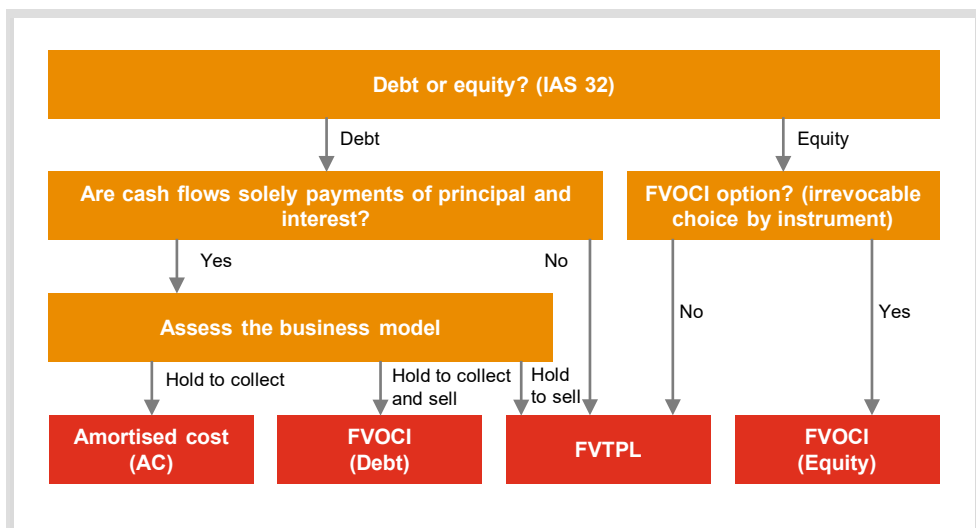 Debt or equity? (IAS 32)
Debt
Equity
Are cash flows solely payments of principal and
interest?
FVOCI option? (irrevocable
choice by instrument)
Yes
No
No
Yes
Assess the business model
Hold to collect
Hold to collect
and sell
Hold
to sell
Amortised cost
(AC)
FVOCI
(Debt)
FVTPL
FVOCI
(Equity)